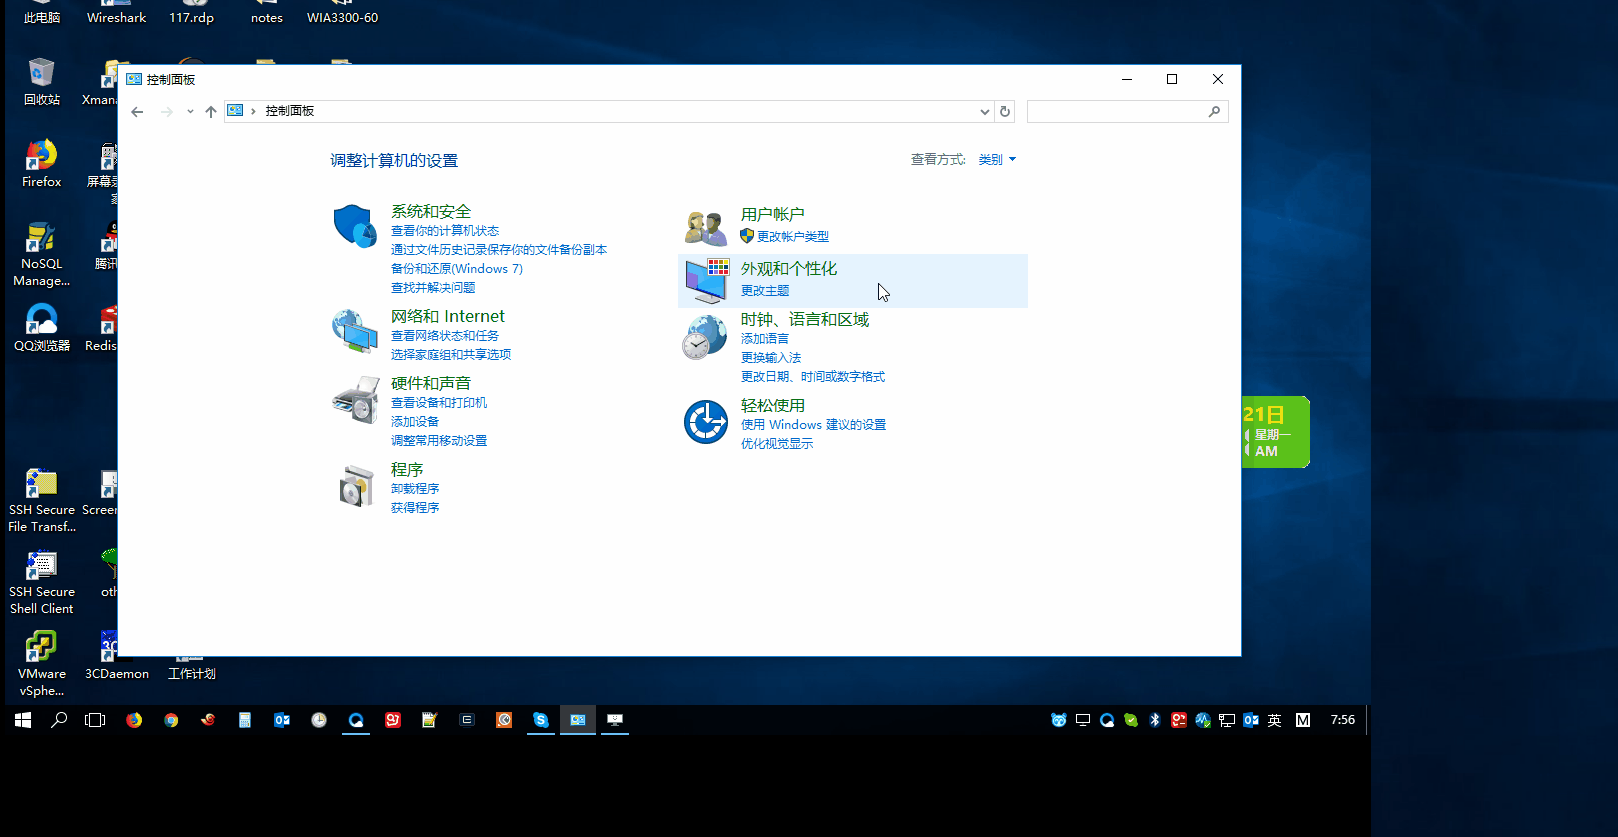 此电脑
Wireshark
117.rdp
notes
WIA3300-60
回收站
Xmana
Firefox
屏幕录
家
NoSQL
Manage...
腾讯
QQ浏览器
Redis
SSH Secure
File Transf...
Screen
SSH Secure
Shell Client
oth
VMware
vSphe...
3CDaemon
工作计划
控制面板
控制面板
调整计算机的设置
查看方式:
类别
系统和安全
查看你的计算机状态
通过文件历史记录保存你的文件备份副本
备份和还原(Windows 7)
查找并解决问题
网络和 Internet
查看网络状态和任务
选择家庭组和共享选项
硬件和声音
查看设备和打印机
添加设备
调整常用移动设置
程序
卸载程序
获得程序
用户帐户
更改帐户类型
外观和个性化
更改主题
时钟、语言和区域
添加语言
更换输入法
更改日期、时间或数字格式
轻松使用
使用 Windows 建议的设置
优化视觉显示
21日
星期一
AM
英
M
7:56